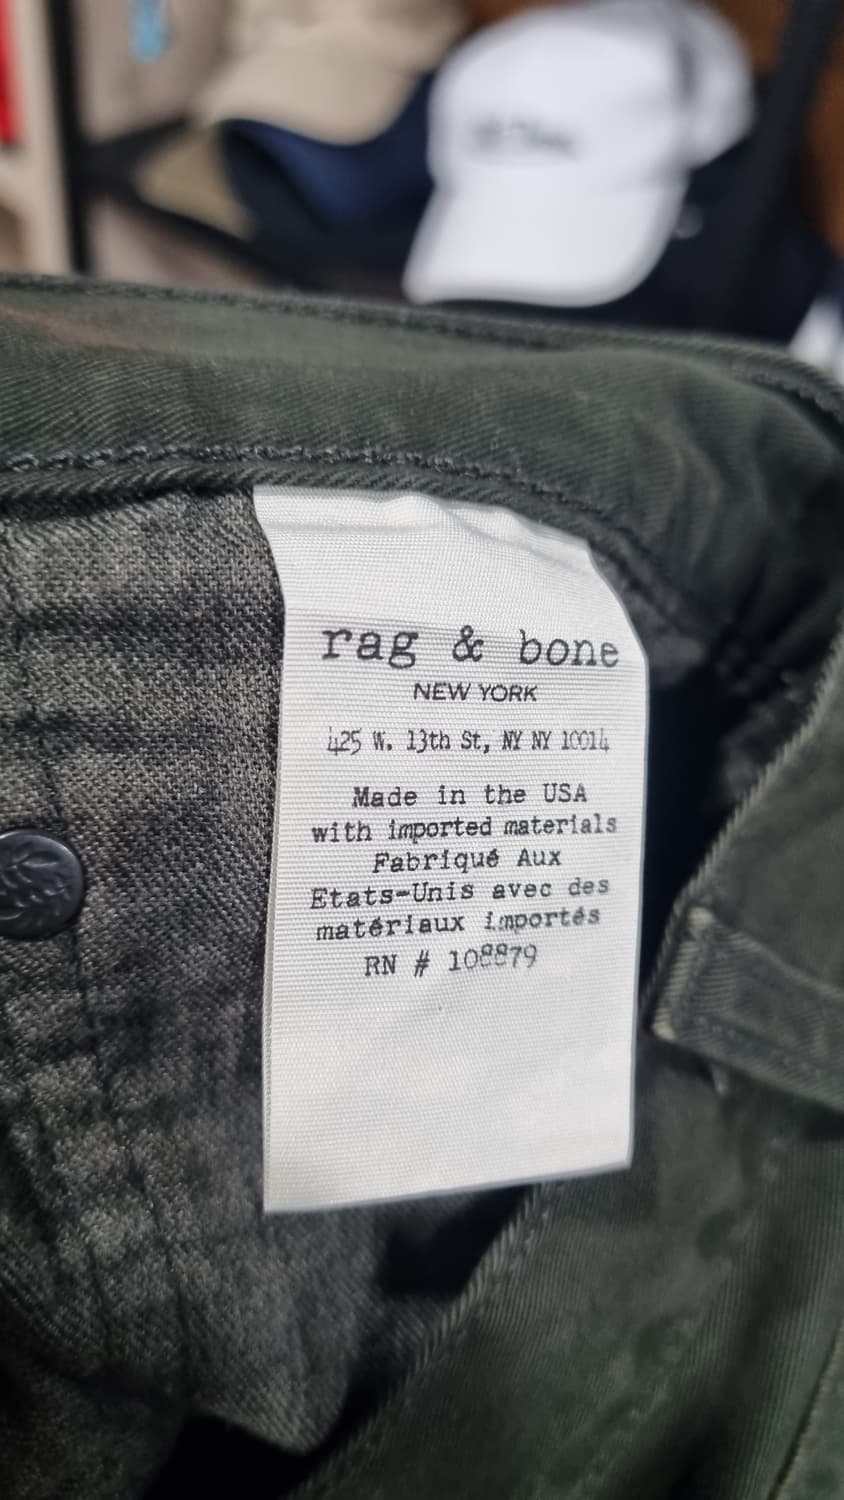 rag & bone
NEW YORK
425 W. 13th St, NY NY 10014
Made in the USA
with imported materials
Fabriqué Aux
Etats-Unis avec des
matériaux importés
RN # 108879